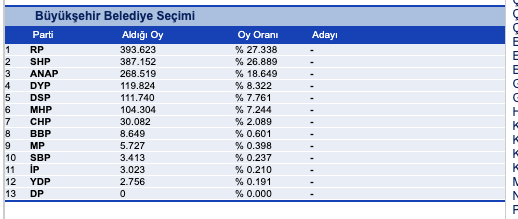 Büyükşehir Belediye Seçimi
Parti Aldığı Oy Oy Oranı Adayı
1 RP 393.623 % 27.338 -
2 SHP 387.152 % 26.889 -
3 ANAP 268.519 % 18.649 -
4 DYP 119.824 % 8.322 -
5 DSP 111.740 % 7.761 -
6 MHP 104.304 % 7.244 -
7 CHP 30.082 % 2.089 -
8 BBP 8.649 % 0.601 -
9 MP 5.727 % 0.398 -
10 SBP 3.413 % 0.237 -
11 İP 3.023 % 0.210 -
12 YDP 2.756 % 0.191 -
13 DP 0 % 0.000 -